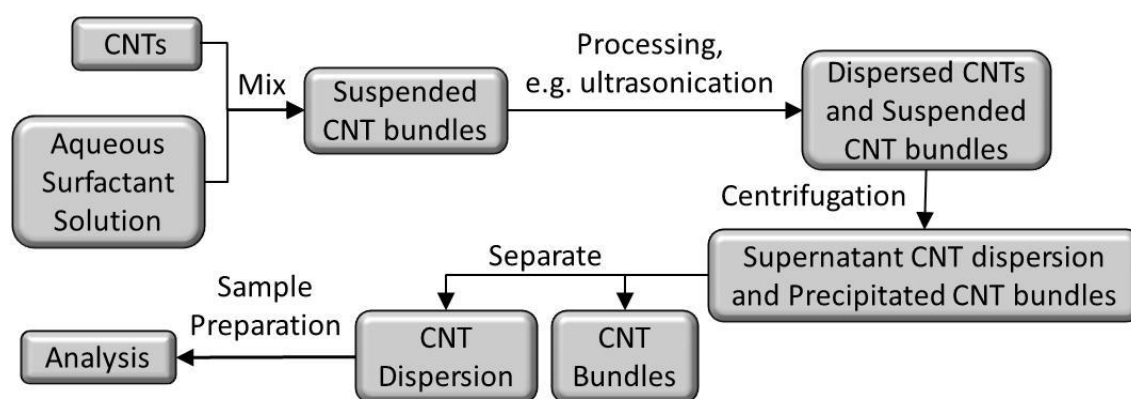 CNTs
Mix
Aqueous
Surfactant
Solution
Suspended
CNT bundles
Processing,
e.g. ultrasonication
Dispersed CNTs
and Suspended
CNT bundles
Centrifugation
Supernatant CNT dispersion
and Precipitated CNT bundles
Separate
CNT
Bundles
CNT
Dispersion
Sample
Preparation
Analysis